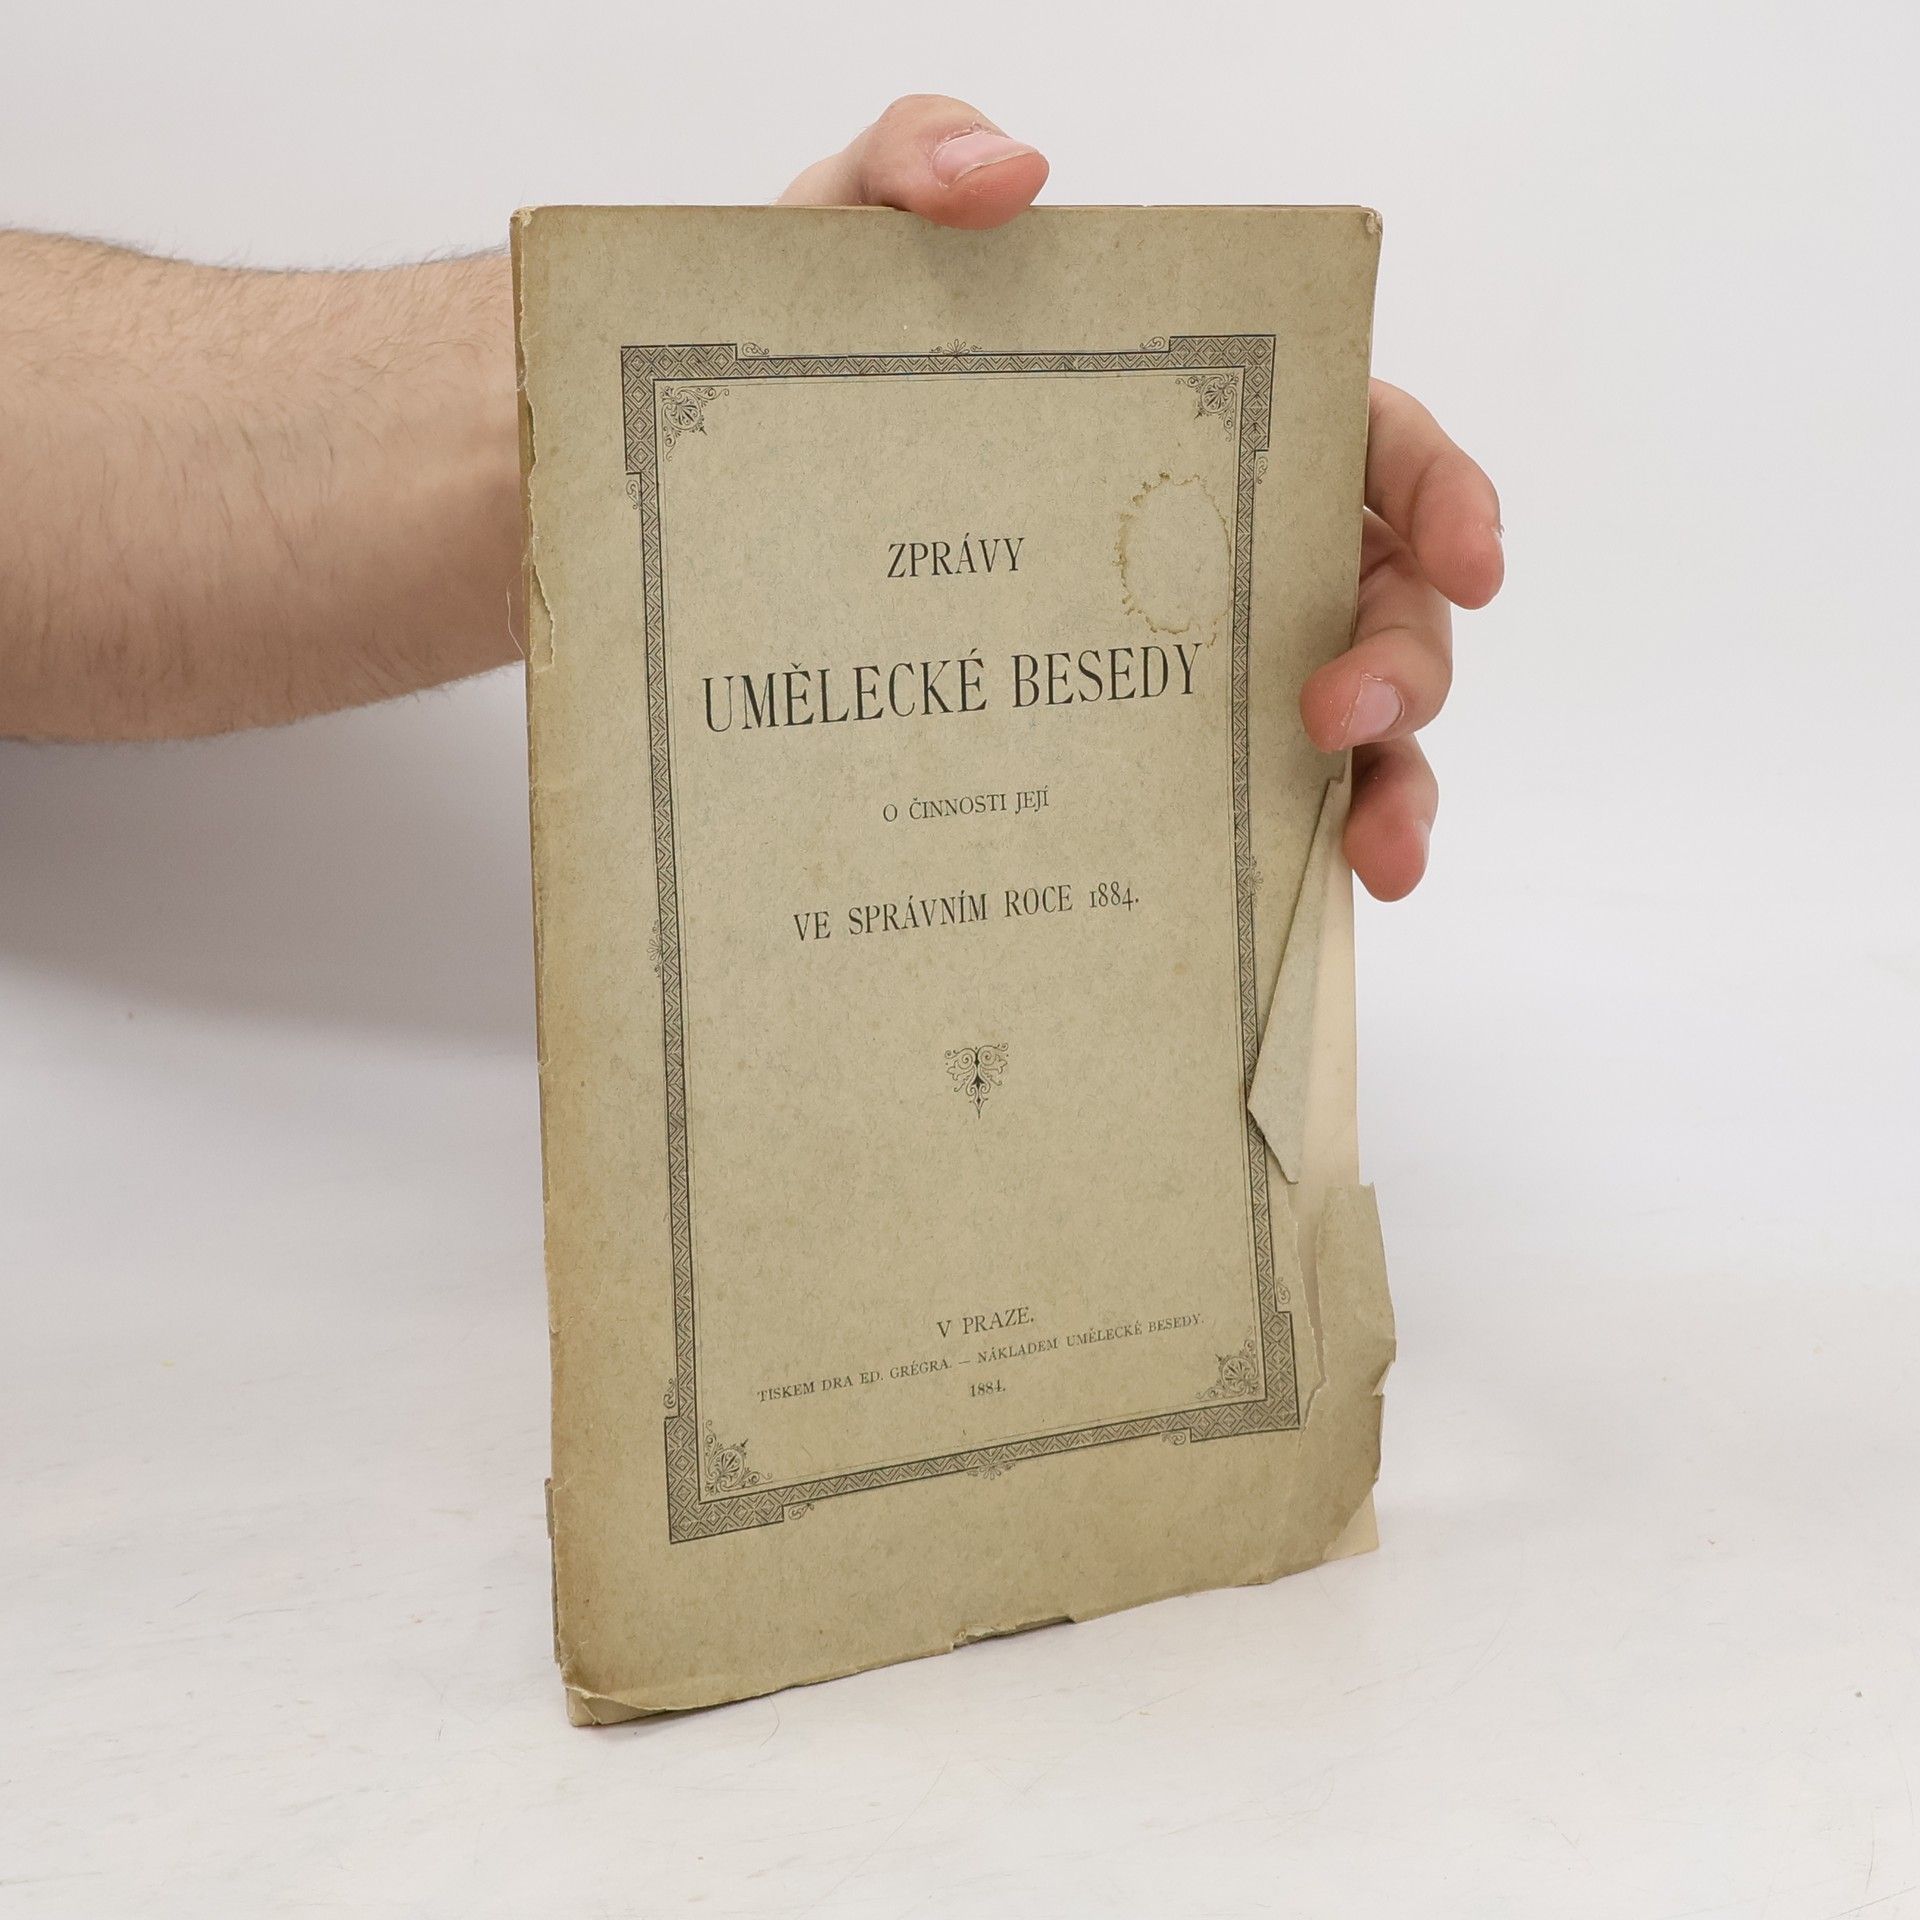 ZPRÁVY
UMĚLECKÉ BESEDY
O ČINNOSTI JEJÍ
VE SPRÁVNÍM ROCE 1884.
V PRAZE.
TISKEM DRA ED. GRÉGRA. — NÁKLADEM UMĚLECKÉ BESEDY.
1884.